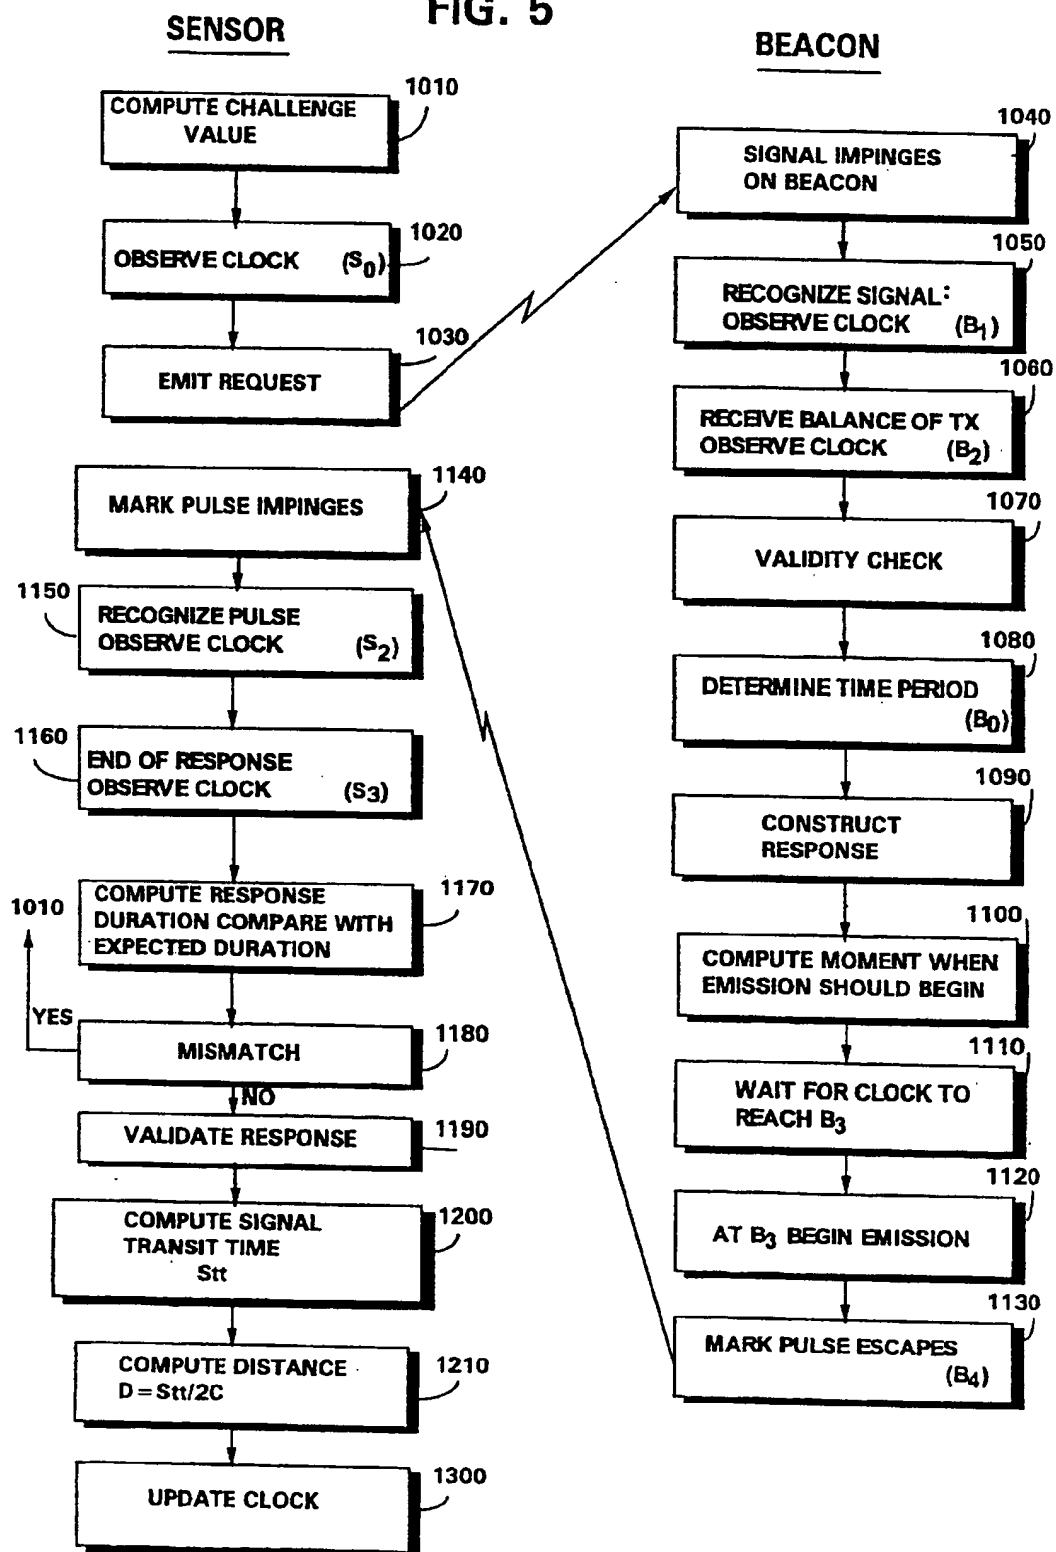 FIG. 5
SENSOR
COMPUTE CHALLENGE
VALUE
1010
OBSERVE CLOCK (S0)
1020
EMIT REQUEST
1030
MARK PULSE IMPINGES
1140
1150
RECOGNIZE PULSE
OBSERVE CLOCK (S2)
1160
END OF RESPONSE
OBSERVE CLOCK (S3)
COMPUTE RESPONSE
DURATION COMPARE WITH
EXPECTED DURATION
1170
1010
YES
MISMATCH
1180
NO
VALIDATE RESPONSE
1190
COMPUTE SIGNAL
TRANSIT TIME
Stt
1200
COMPUTE DISTANCE
D = Stt/2C
1210
UPDATE CLOCK
1300
BEACON
1040
SIGNAL IMPINGES
ON BEACON
1050
RECOGNIZE SIGNAL:
OBSERVE CLOCK (B1)
1060
RECEIVE BALANCE OF TX
OBSERVE CLOCK (B2)
1070
VALIDITY CHECK
1080
DETERMINE TIME PERIOD
(B0)
1090
CONSTRUCT
RESPONSE
1100
COMPUTE MOMENT WHEN
EMISSION SHOULD BEGIN
1110
WAIT FOR CLOCK TO
REACH B3
1120
AT B3 BEGIN EMISSION
1130
MARK PULSE ESCAPES
(B4)